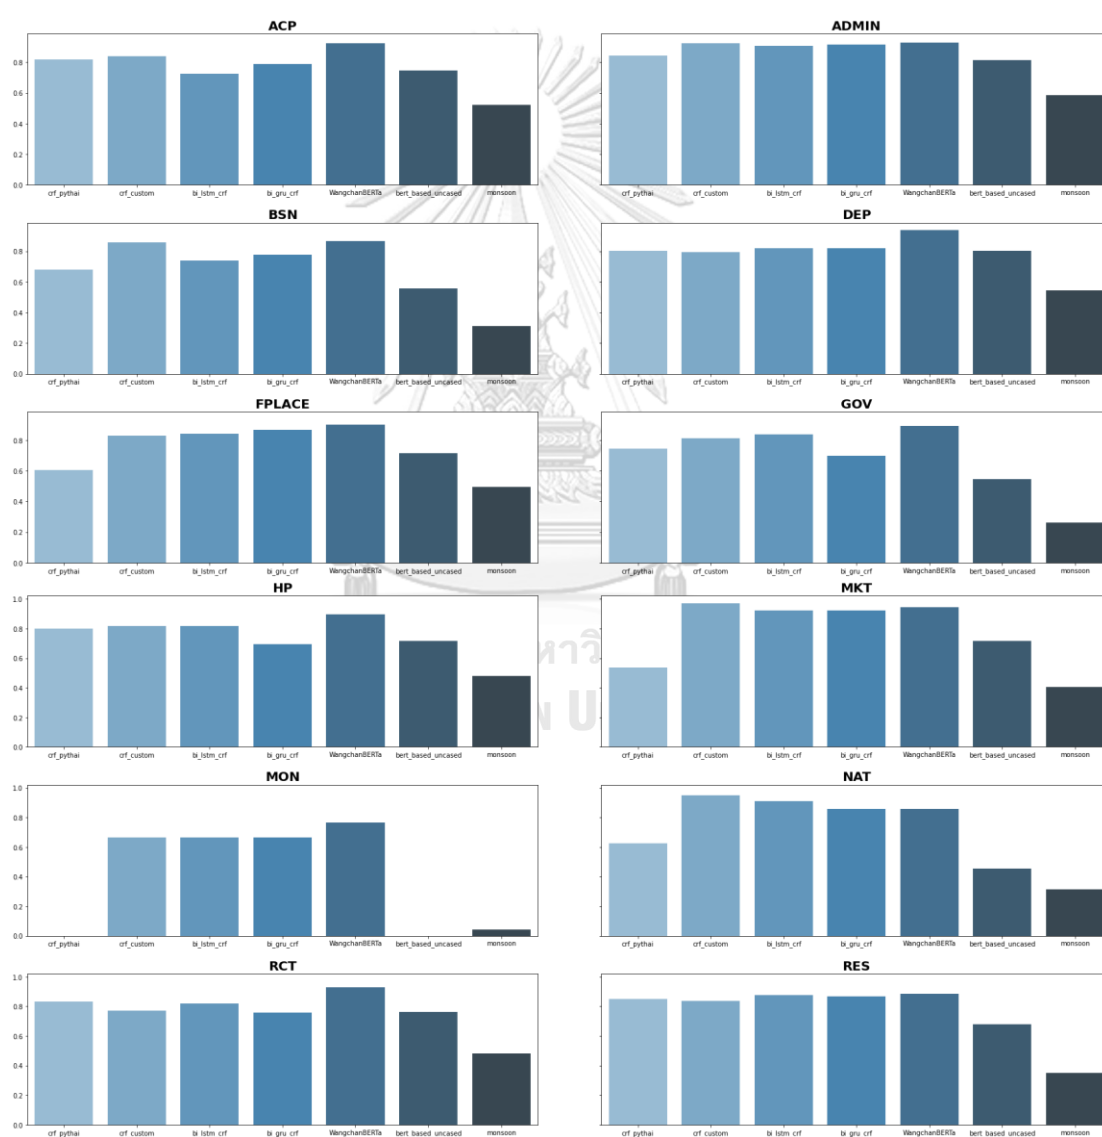 ACP
ADMIN
0.8
0.6
0.4
0.2
0.0
crf_pythai crf_custom bi_lstm_crf bi_gru_crf WangchanBERTa bert_based_uncased monsoon
crf_pythai crf_custom bi_lstm_crf bi_gru_crf WangchanBERTa bert_based_uncased monsoon
BSN
DEP
0.8
0.6
0.4
0.2
0.0
crf_pythai crf_custom bi_lstm_crf bi_gru_crf WangchanBERTa bert_based_uncased monsoon
crf_pythai crf_custom bi_lstm_crf bi_gru_crf WangchanBERTa bert_based_uncased monsoon
FPLACE
GOV
0.8
0.6
0.4
0.2
0.0
crf_pythai crf_custom bi_lstm_crf bi_gru_crf WangchanBERTa bert_based_uncased monsoon
crf_pythai crf_custom bi_lstm_crf bi_gru_crf WangchanBERTa bert_based_uncased monsoon
HP
MKT
1.0
0.8
0.6
0.4
0.2
0.0
crf_pythai crf_custom bi_lstm_crf bi_gru_crf WangchanBERTa bert_based_uncased monsoon
crf_pythai crf_custom bi_lstm_crf bi_gru_crf WangchanBERTa bert_based_uncased monsoon
MON
NAT
1.0
0.8
0.6
0.4
0.2
0.0
crf_pythai crf_custom bi_lstm_crf bi_gru_crf WangchanBERTa bert_based_uncased monsoon
crf_pythai crf_custom bi_lstm_crf bi_gru_crf WangchanBERTa bert_based_uncased monsoon
RCT
RES
1.0
0.8
0.6
0.4
0.2
0.0
crf_pythai crf_custom bi_lstm_crf bi_gru_crf WangchanBERTa bert_based_uncased monsoon
crf_pythai crf_custom bi_lstm_crf bi_gru_crf WangchanBERTa bert_based_uncased monsoon